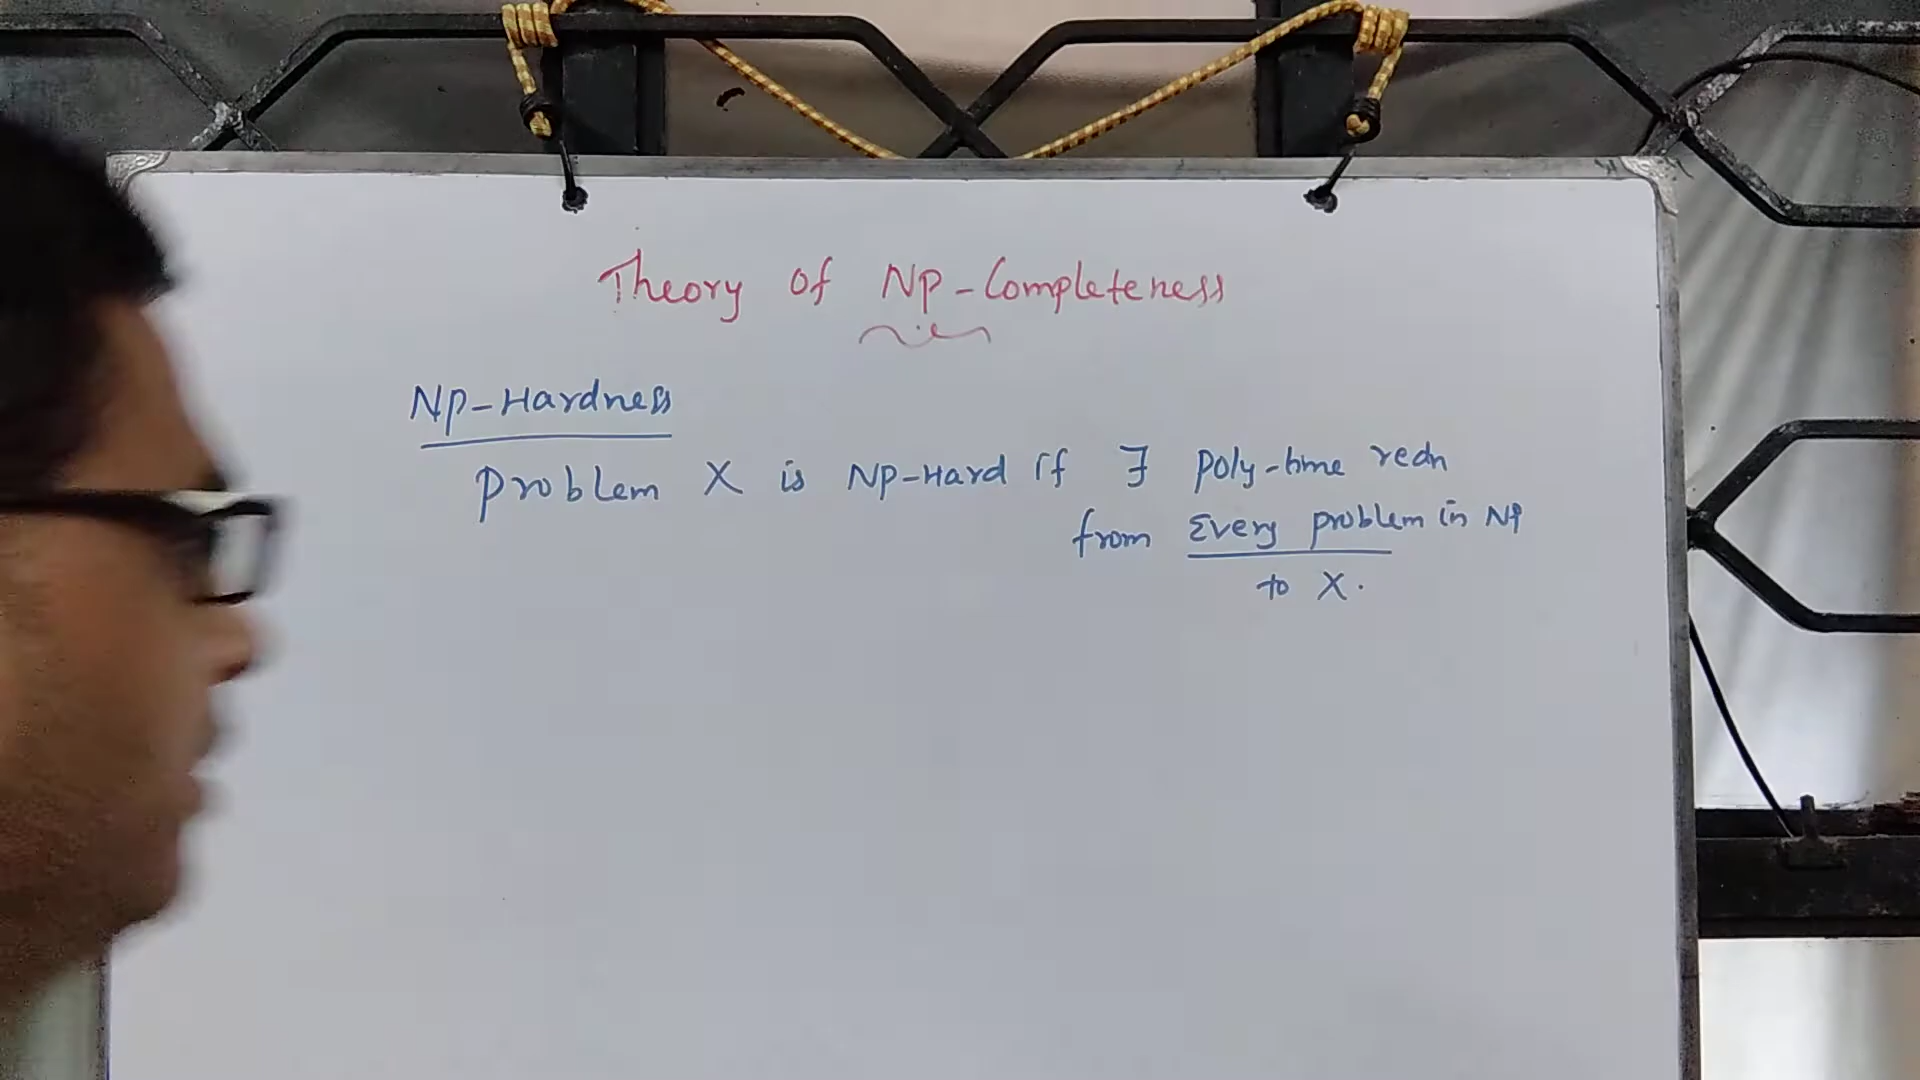 Theory of NP-Completeness
NP-Hardness
Problem X is NP-Hard if ∃ poly-time redn
from Every problem in NP
to X.